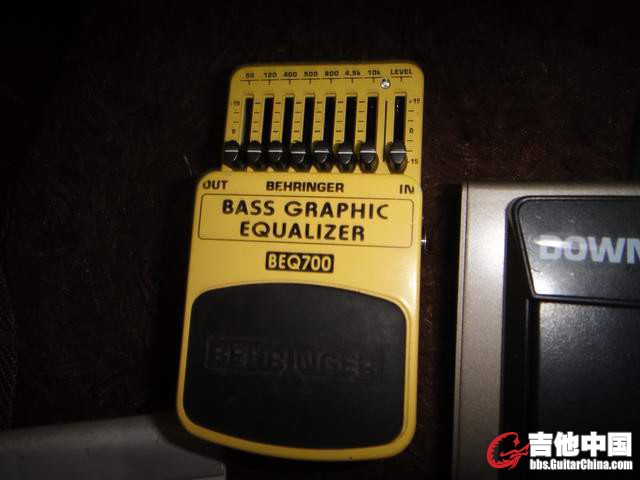 50 120 400 500 800 4.5k 10k LEVEL
+15
15
0
0
-15
OUT BEHRINGER IN
BASS GRAPHIC
EQUALIZER
BEQ700
BEHRINGER
DOWN
吉他中国
bbs.GuitarChina.com